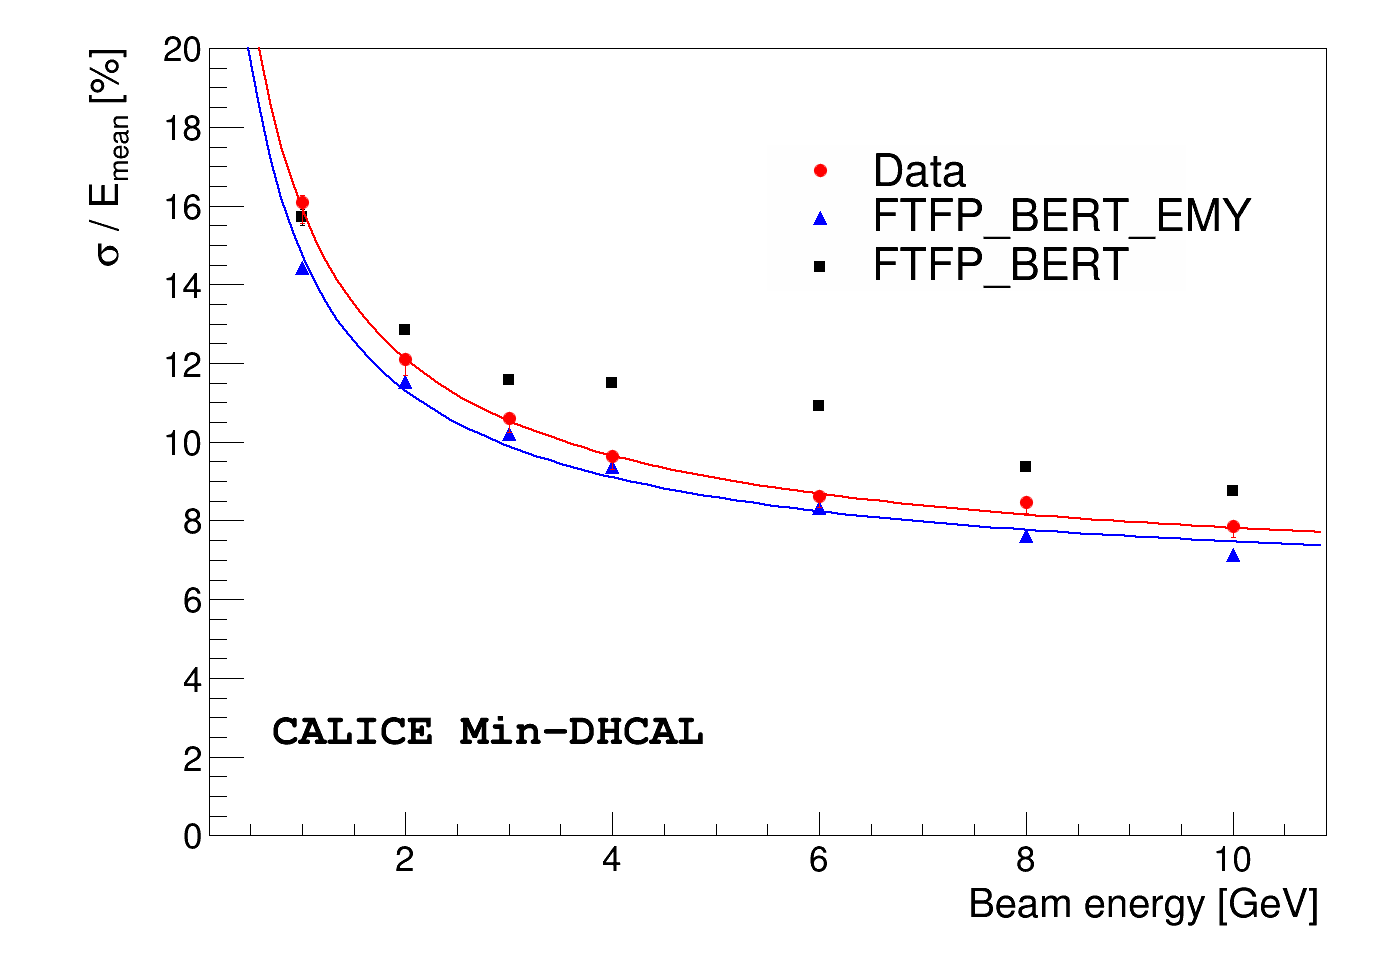 σ / Emean [%]
20
18
16
14
12
10
8
6
4
2
0
Data
FTFP_BERT_EMY
FTFP_BERT
CALICE Min-DHCAL
2 4 6 8 10
Beam energy [GeV]